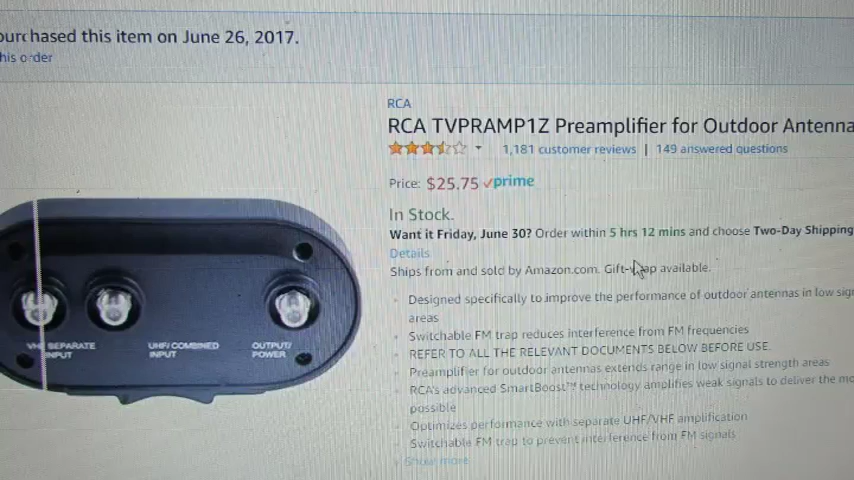 purchased this item on June 26, 2017.
this order
RCA
RCA TVPRAMP1Z Preamplifier for Outdoor Antenna
1,181 customer reviews | 149 answered questions
Price: $25.75 prime
In Stock.
Want it Friday, June 30? Order within 5 hrs 12 mins and choose Two-Day Shipping
Details
Ships from and sold by Amazon.com. Gift-wrap available.
Designed specifically to improve the performance of outdoor antennas in low sig
areas
Switchable FM trap reduces interference from FM frequencies
REFER TO ALL THE RELEVANT DOCUMENTS BELOW BEFORE USE.
Preamplifier for outdoor antennas extends range in low signal strength areas
RCA's advanced SmartBoost™ technology amplifies weak signals to deliver the mo
possible
Optimizes performance with separate UHF/VHF amplification
Switchable FM trap to prevent interference from FM signals
Show more
VHF SEPARATE
INPUT
UHF/COMBINED
INPUT
OUTPUT/
POWER